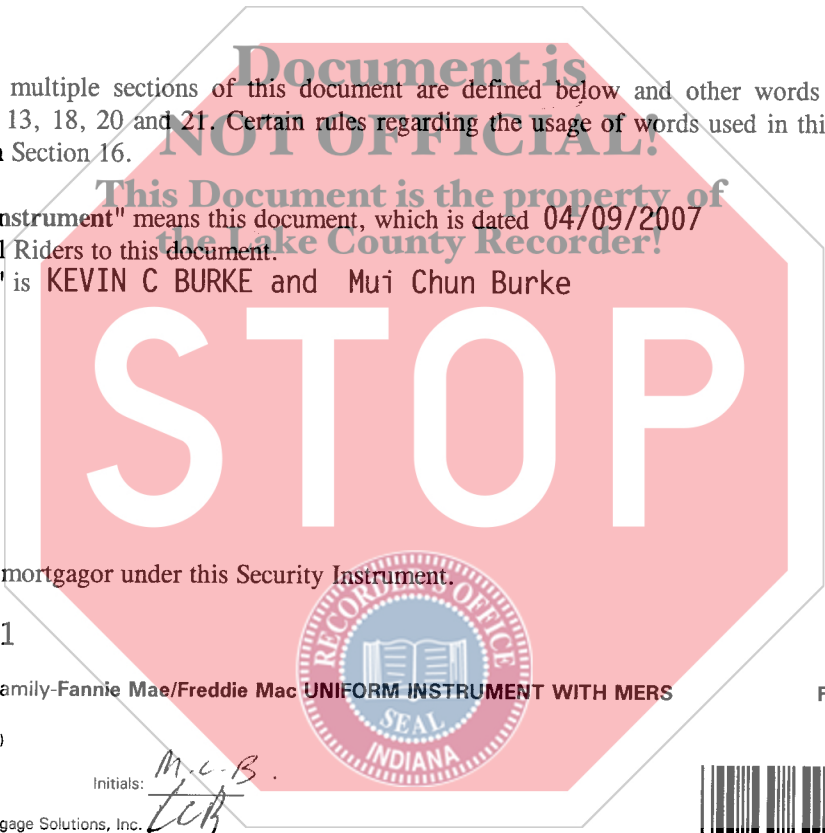 Document is
multiple sections of this document are defined below and other words
13, 18, 20 and 21. Certain rules regarding the usage of words used in thi
NOT OFFICIAL!
Section 16.
This Document is the property of
nstrument" means this document, which is dated 04/09/2007
the Lake County Recorder!
Riders to this document.
" is KEVIN C BURKE and Mui Chun Burke
STOP
mortgagor under this Security Instrument.
RECORDER'S OFFICE
1
amily-Fannie Mae/Freddie Mac UNIFORM INSTRUMENT WITH MERS
F
SEAL
INDIANA
)
Initials: M.C.B.
KCB
gage Solutions, Inc.